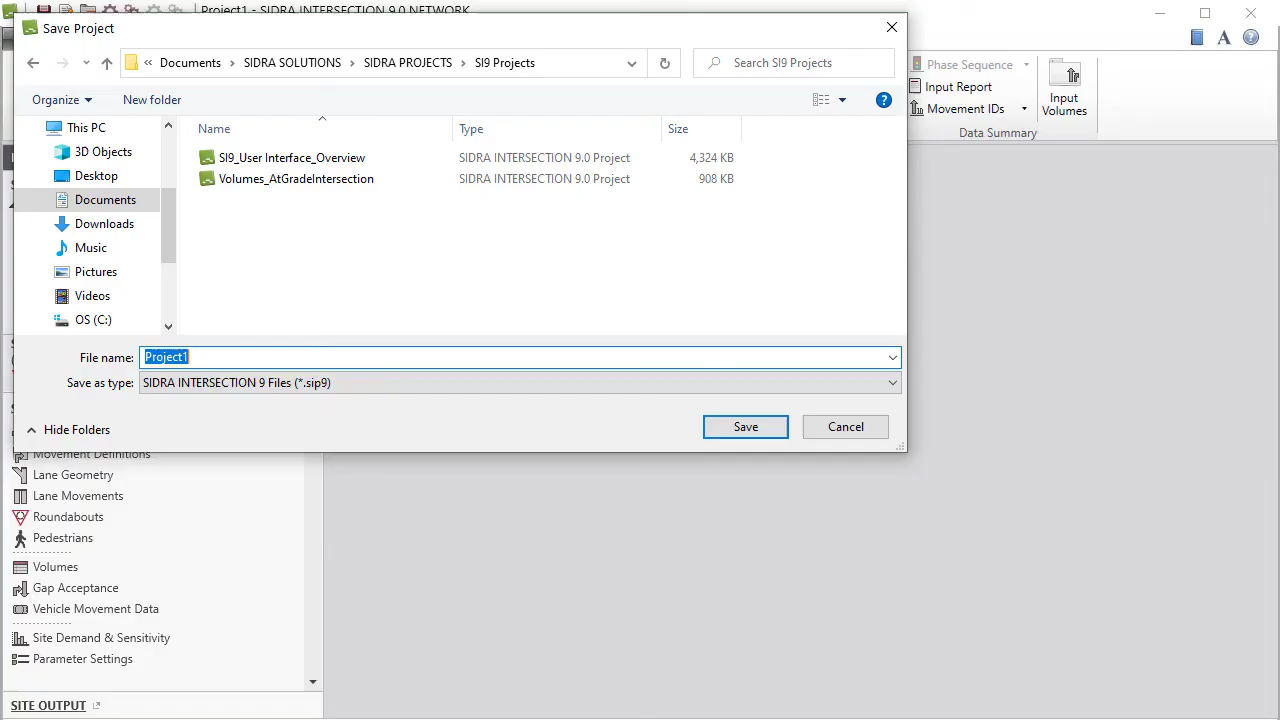 Project1 - SIDRA INTERSECTION 9.0 NETWORK
Save Project
« Documents > SIDRA SOLUTIONS > SIDRA PROJECTS > SI9 Projects
Search SI9 Projects
Organize
New folder
Name
Type
Size
This PC
3D Objects
Desktop
Documents
Downloads
Music
Pictures
Videos
OS (C:)
SI9_User Interface_Overview SIDRA INTERSECTION 9.0 Project 4,324 KB
Volumes_AtGradeIntersection SIDRA INTERSECTION 9.0 Project 908 KB
File name: Project1
Save as type: SIDRA INTERSECTION 9 Files (*.sip9)
Hide Folders
Save
Cancel
Phase Sequence
Input Report
Movement IDs
Input
Volumes
Data Summary
Movement Definitions
Lane Geometry
Lane Movements
Roundabouts
Pedestrians
Volumes
Gap Acceptance
Vehicle Movement Data
Site Demand & Sensitivity
Parameter Settings
SITE OUTPUT